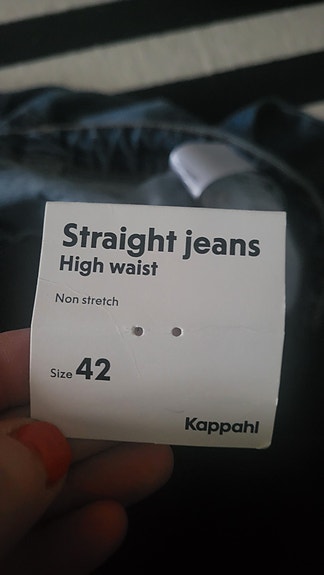 Straight jeans
High waist
Non stretch
Size 42
Kappahl